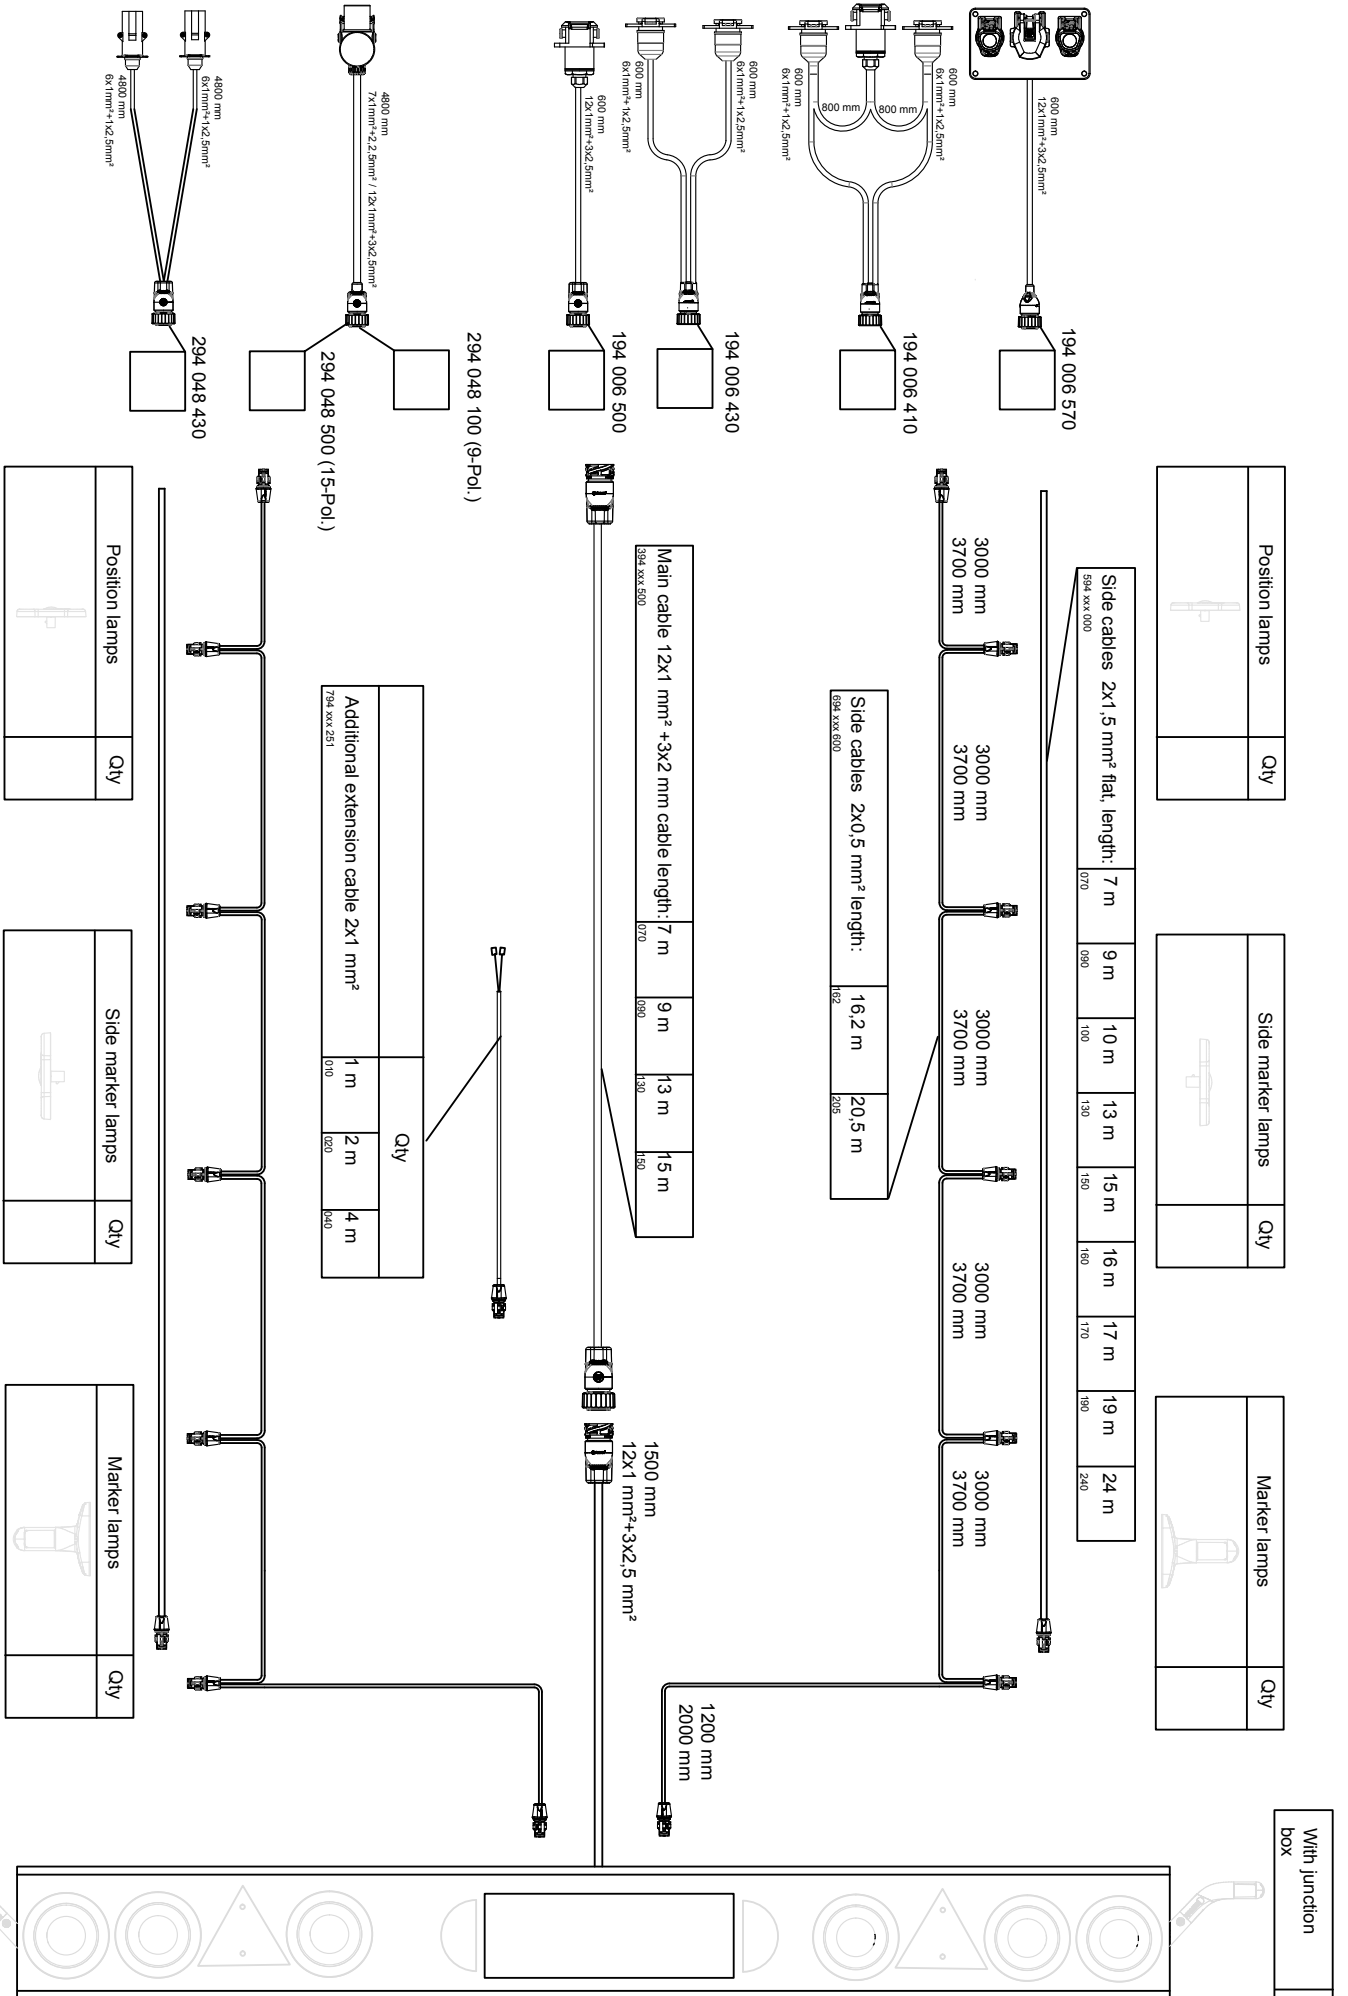 With junction
box
Position lamps
Qty
Side marker lamps
Qty
Marker lamps
Qty
Side cables 2x1,5 mm² flat, length:
594 xxx 000
7 m
070
9 m
090
10 m
100
13 m
130
15 m
150
16 m
160
17 m
170
19 m
190
24 m
240
194 006 570
600 mm
12x1mm²+3x2,5mm²
3000 mm
3700 mm
3000 mm
3700 mm
3000 mm
3700 mm
3000 mm
3700 mm
3000 mm
3700 mm
194 006 410
600 mm
6x1mm²+1x2,5mm²
800 mm
800 mm
600 mm
6x1mm²+1x2,5mm²
Side cables 2x0,5 mm² length:
694 xxx 600
16,2 m
162
20,5 m
205
1200 mm
2000 mm
194 006 430
600 mm
6x1mm²+1x2,5mm²
600 mm
6x1mm²+1x2,5mm²
Main cable 12x1 mm² +3x2 mm cable length:
394 xxx 500
7 m
070
9 m
090
13 m
130
15 m
150
1500 mm
12x1 mm²+3x2,5 mm²
194 006 500
600 mm
12x1mm²+3x2,5mm²
294 048 100 (9-Pol.)
4800 mm
7x1mm²+2,2,5mm² / 12x1mm²+3x2,5mm²
294 048 500 (15-Pol.)
Qty
Additional extension cable 2x1 mm²
794 xxx 251
1 m
010
2 m
020
4 m
040
294 048 430
4800 mm
6x1mm²+1x2,5mm²
4800 mm
6x1mm²+1x2,5mm²
Position lamps
Qty
Side marker lamps
Qty
Marker lamps
Qty